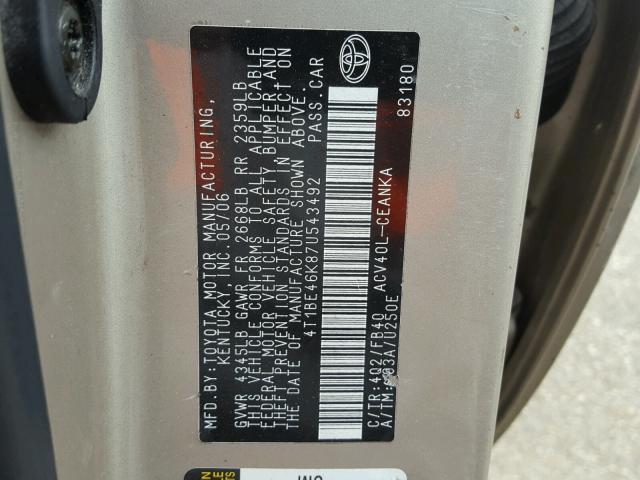 MFD.BY:TOYOTA MOTOR MANUFACTURING,
KENTUCKY, INC 05/06
GVWR 4345LB GAWR FR 2668LB RR 2359LB
THIS VEHICLE CONFORMS TO ALL APPLICABLE
FEDERAL MOTOR VEHICLE SAFETY, BUMPER, AND
THEFT PREVENTION STANDARDS IN EFFECT ON
THE DATE OF MANUFACTURE SHOWN ABOVE.
4T1BE46K87U543492 PASS.CAR
C/TR:4Q2/FB40 ACV40L-CEANKA
A/TM: 03A/U250E 83180